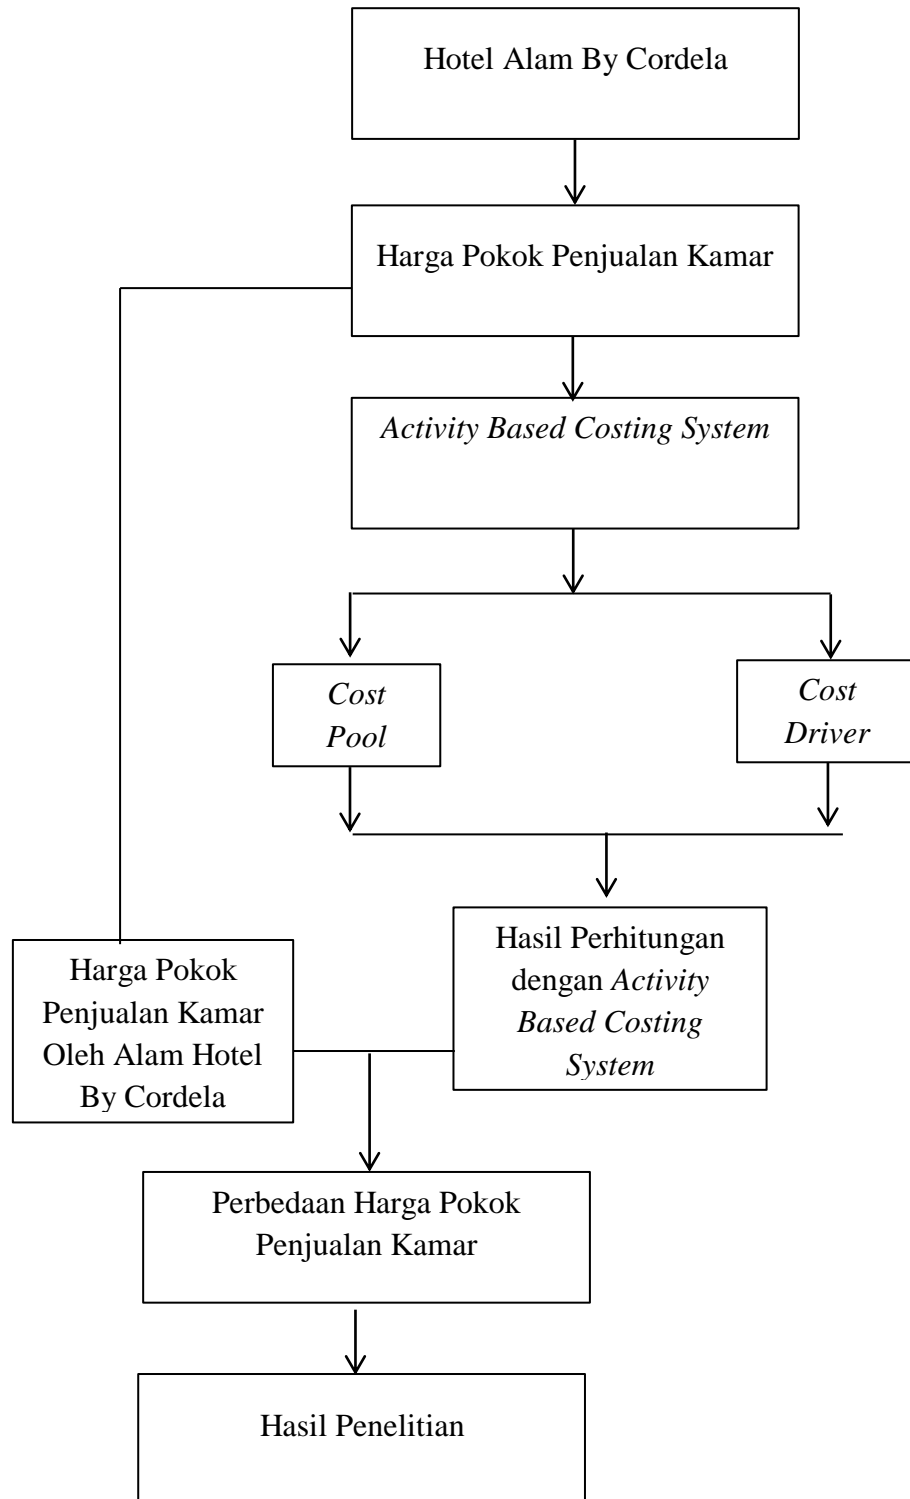 Hotel Alam By Cordela
Harga Pokok Penjualan Kamar
Activity Based Costing System
Cost
Pool
Cost
Driver
Harga Pokok
Penjualan Kamar
Oleh Alam Hotel
By Cordela
Hasil Perhitungan
dengan Activity
Based Costing
System
Perbedaan Harga Pokok
Penjualan Kamar
Hasil Penelitian